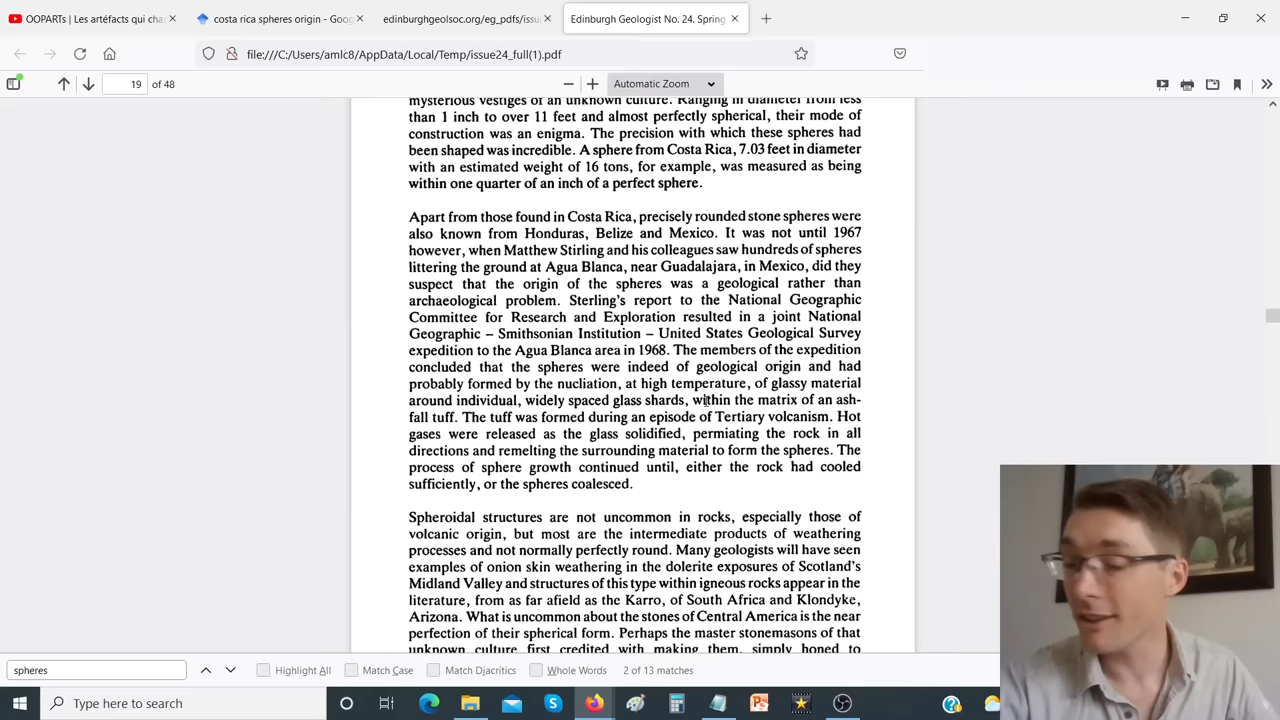 OOPARTs | Les artéfacts qui cha
costa rica spheres origin - Goog
edinburghgeolsoc.org/eg_pdfs/issu
Edinburgh Geologist No. 24. Spring
file:///C:/Users/amlc8/AppData/Local/Temp/issue24_full(1).pdf
19 of 48
Automatic Zoom
mysterious vestiges of an unknown culture. Ranging in diameter from less
than 1 inch to over 11 feet and almost perfectly spherical, their mode of
construction was an enigma. The precision with which these spheres had
been shaped was incredible. A sphere from Costa Rica, 7.03 feet in diameter
with an estimated weight of 16 tons, for example, was measured as being
within one quarter of an inch of a perfect sphere.
Apart from those found in Costa Rica, precisely rounded stone spheres were
also known from Honduras, Belize and Mexico. It was not until 1967
however, when Matthew Stirling and his colleagues saw hundreds of spheres
littering the ground at Agua Blanca, near Guadalajara, in Mexico, did they
suspect that the origin of the spheres was a geological rather than
archaeological problem. Sterling's report to the National Geographic
Committee for Research and Exploration resulted in a joint National
Geographic – Smithsonian Institution – United States Geological Survey
expedition to the Agua Blanca area in 1968. The members of the expedition
concluded that the spheres were indeed of geological origin and had
probably formed by the nucliation, at high temperature, of glassy material
around individual, widely spaced glass shards, within the matrix of an ash-
fall tuff. The tuff was formed during an episode of Tertiary volcanism. Hot
gases were released as the glass solidified, permiating the rock in all
directions and remelting the surrounding material to form the spheres. The
process of sphere growth continued until, either the rock had cooled
sufficiently, or the spheres coalesced.
Spheroidal structures are not uncommon in rocks, especially those of
volcanic origin, but most are the intermediate products of weathering
processes and not normally perfectly round. Many geologists will have seen
examples of onion skin weathering in the dolerite exposures of Scotland's
Midland Valley and structures of this type within igneous rocks appear in the
literature, from as far afield as the Karro, of South Africa and Klondyke,
Arizona. What is uncommon about the stones of Central America is the near
perfection of their spherical form. Perhaps the master stonemasons of that
unknown culture first credited with making them, simply honed to
spheres
Highlight All
Match Case
Match Diacritics
Whole Words
2 of 13 matches
Type here to search